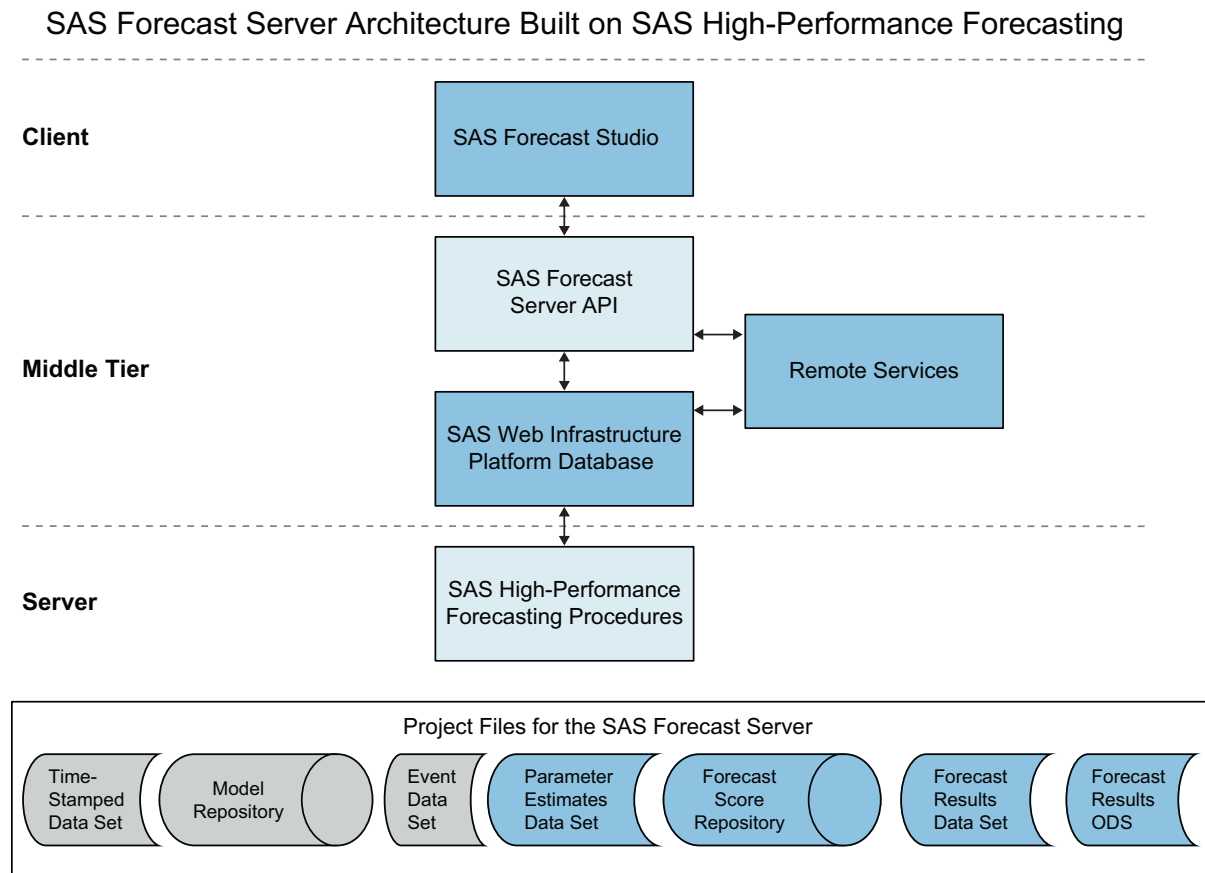 SAS Forecast Server Architecture Built on SAS High-Performance Forecasting
Client
SAS Forecast Studio
SAS Forecast
Server API
Middle Tier
Remote Services
SAS Web Infrastructure
Platform Database
Server
SAS High-Performance
Forecasting Procedures
Project Files for the SAS Forecast Server
Time-
Stamped
Data Set
Model
Repository
Event
Data
Set
Parameter
Estimates
Data Set
Forecast
Score
Repository
Forecast
Results
Data Set
Forecast
Results
ODS